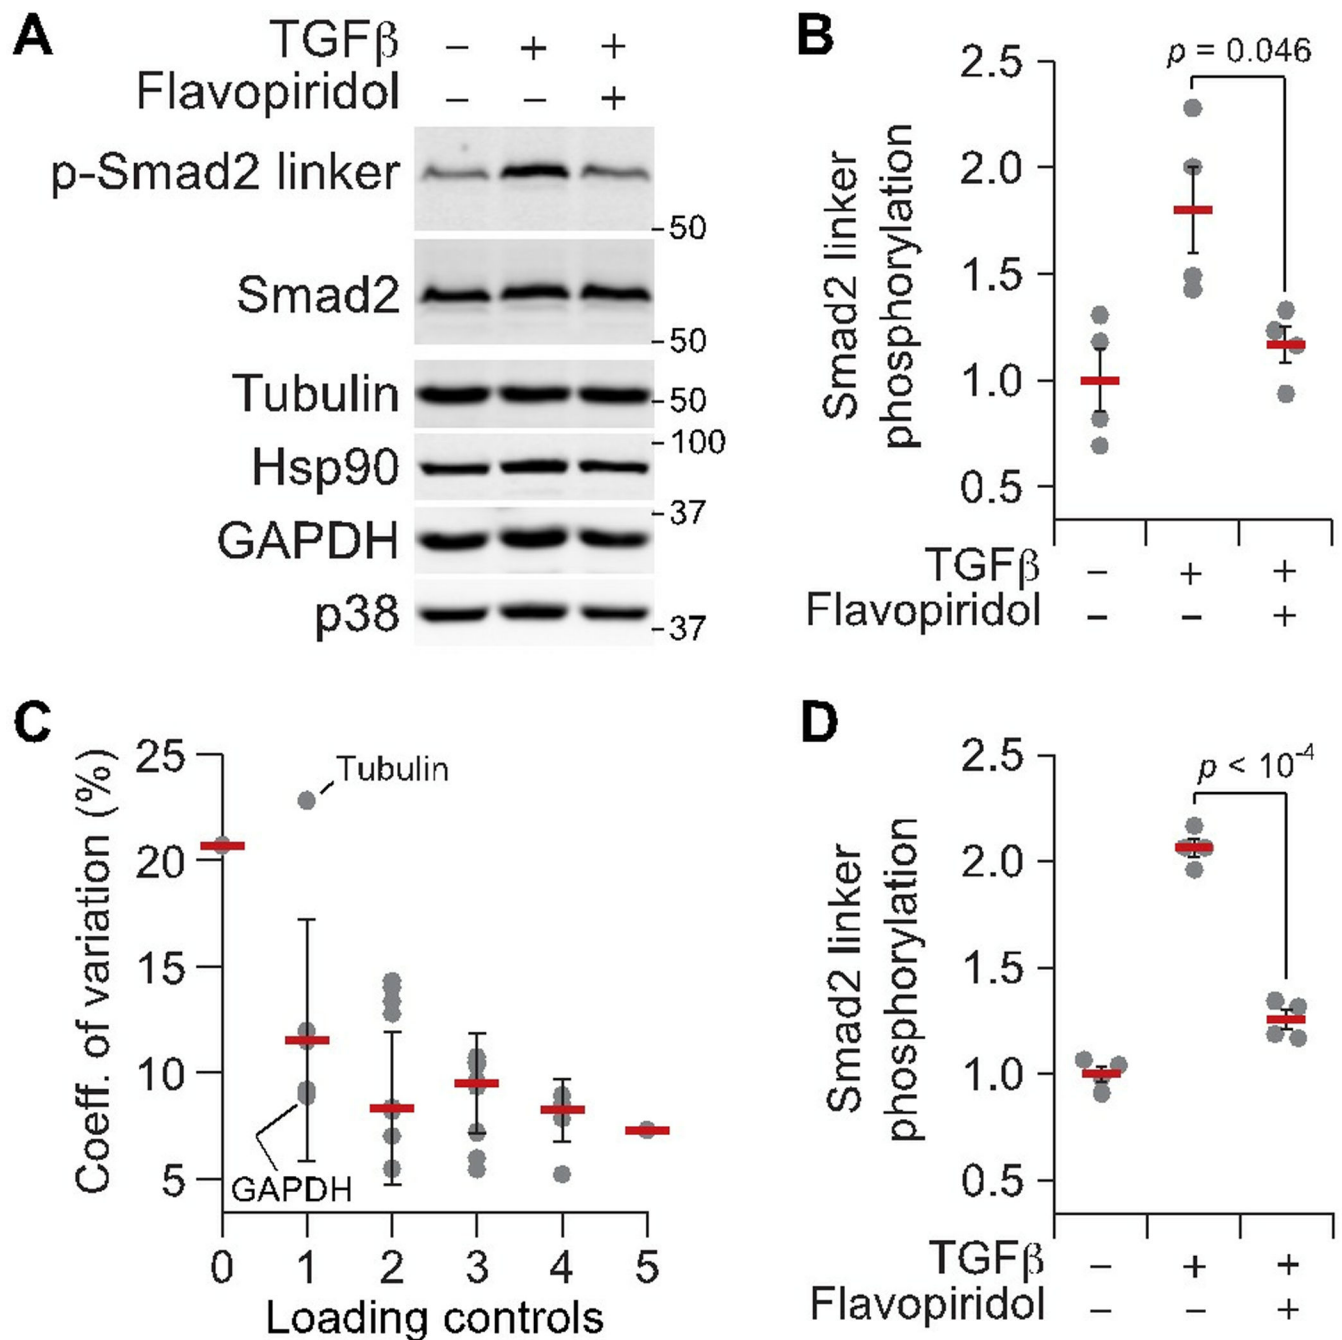 A
TGFβ − + +
Flavopiridol − − +
p-Smad2 linker
50
Smad2
50
Tubulin
50
100
Hsp90
37
GAPDH
p38
37
B
p = 0.046
2.5
2.0
1.5
1.0
0.5
Smad2 linker
phosphorylation
TGFβ − + +
Flavopiridol − − +
C
25
20
15
10
5
Coeff. of variation (%)
Tubulin
GAPDH
0 1 2 3 4 5
Loading controls
D
p < 10-4
2.5
2.0
1.5
1.0
0.5
Smad2 linker
phosphorylation
TGFβ − + +
Flavopiridol − − +